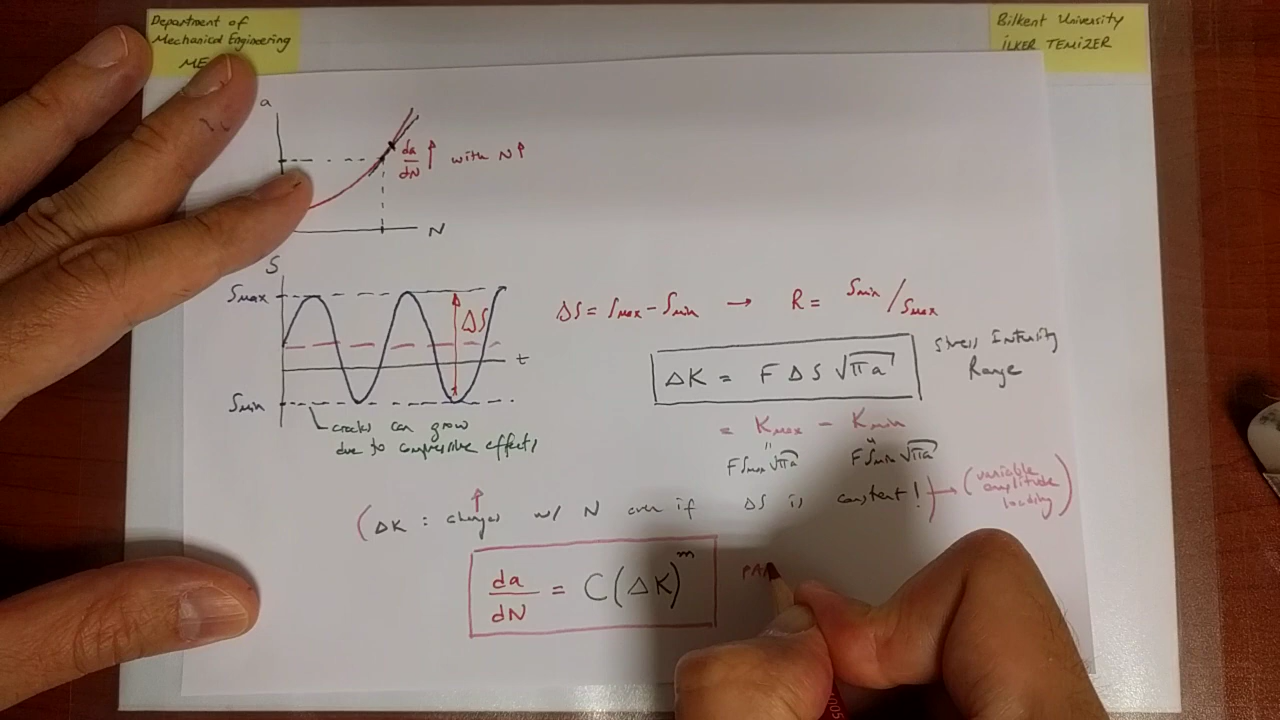 Department of
Mechanical Engineering
ME
Bilkent University
İLKER TEMİZER
a
da/dN ↑ with N↑
N
S
Smax
ΔS
t
Smin
cracks can grow
due to compressive effects
ΔS = Smax - Smin → R = Smin / Smax
ΔK = F ΔS √πa
Stress Intensity
Range
= Kmax - Kmin
F Smax √πa
F Smin √πa
(ΔK : changes w/ N even if ΔS is constant!) → (variable amplitude loading)
↑
da/dN = C(ΔK)^m
PAR